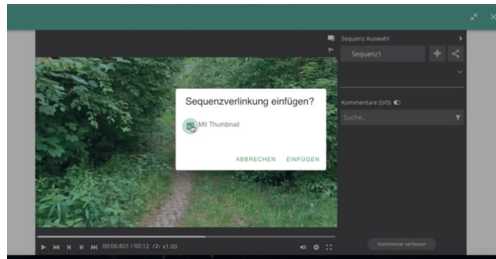 Sequenz Auswahl
Sequenz1
Sequenzverlinkung einfügen?
Mit Thumbnail
ABBRECHEN EINFÜGEN
Kommentare (0/0)
Suche..
00:06:801 / 00:12 x1.00
Kommentar verfassen